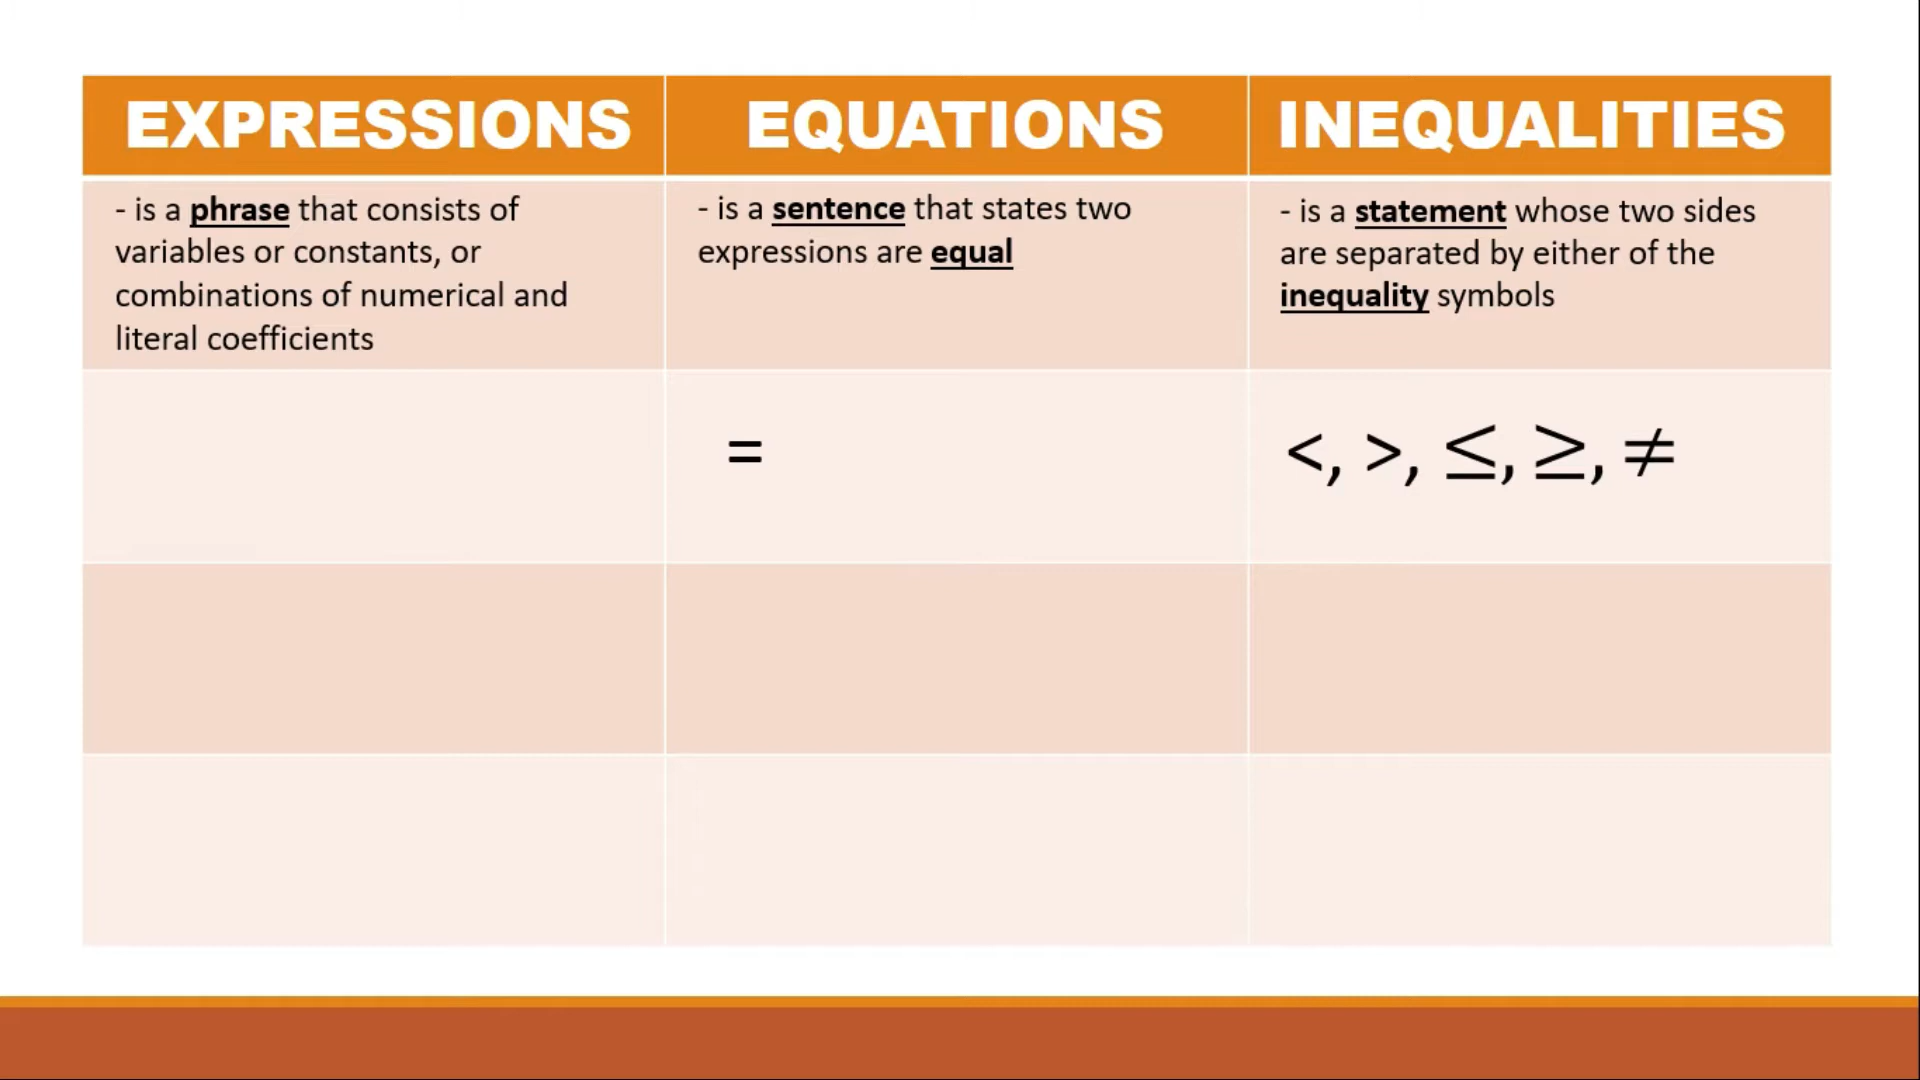 EXPRESSIONS
EQUATIONS
INEQUALITIES
- is a phrase that consists of
variables or constants, or
combinations of numerical and
literal coefficients
- is a sentence that states two
expressions are equal
- is a statement whose two sides
are separated by either of the
inequality symbols
=
<, >, ≤, ≥, ≠